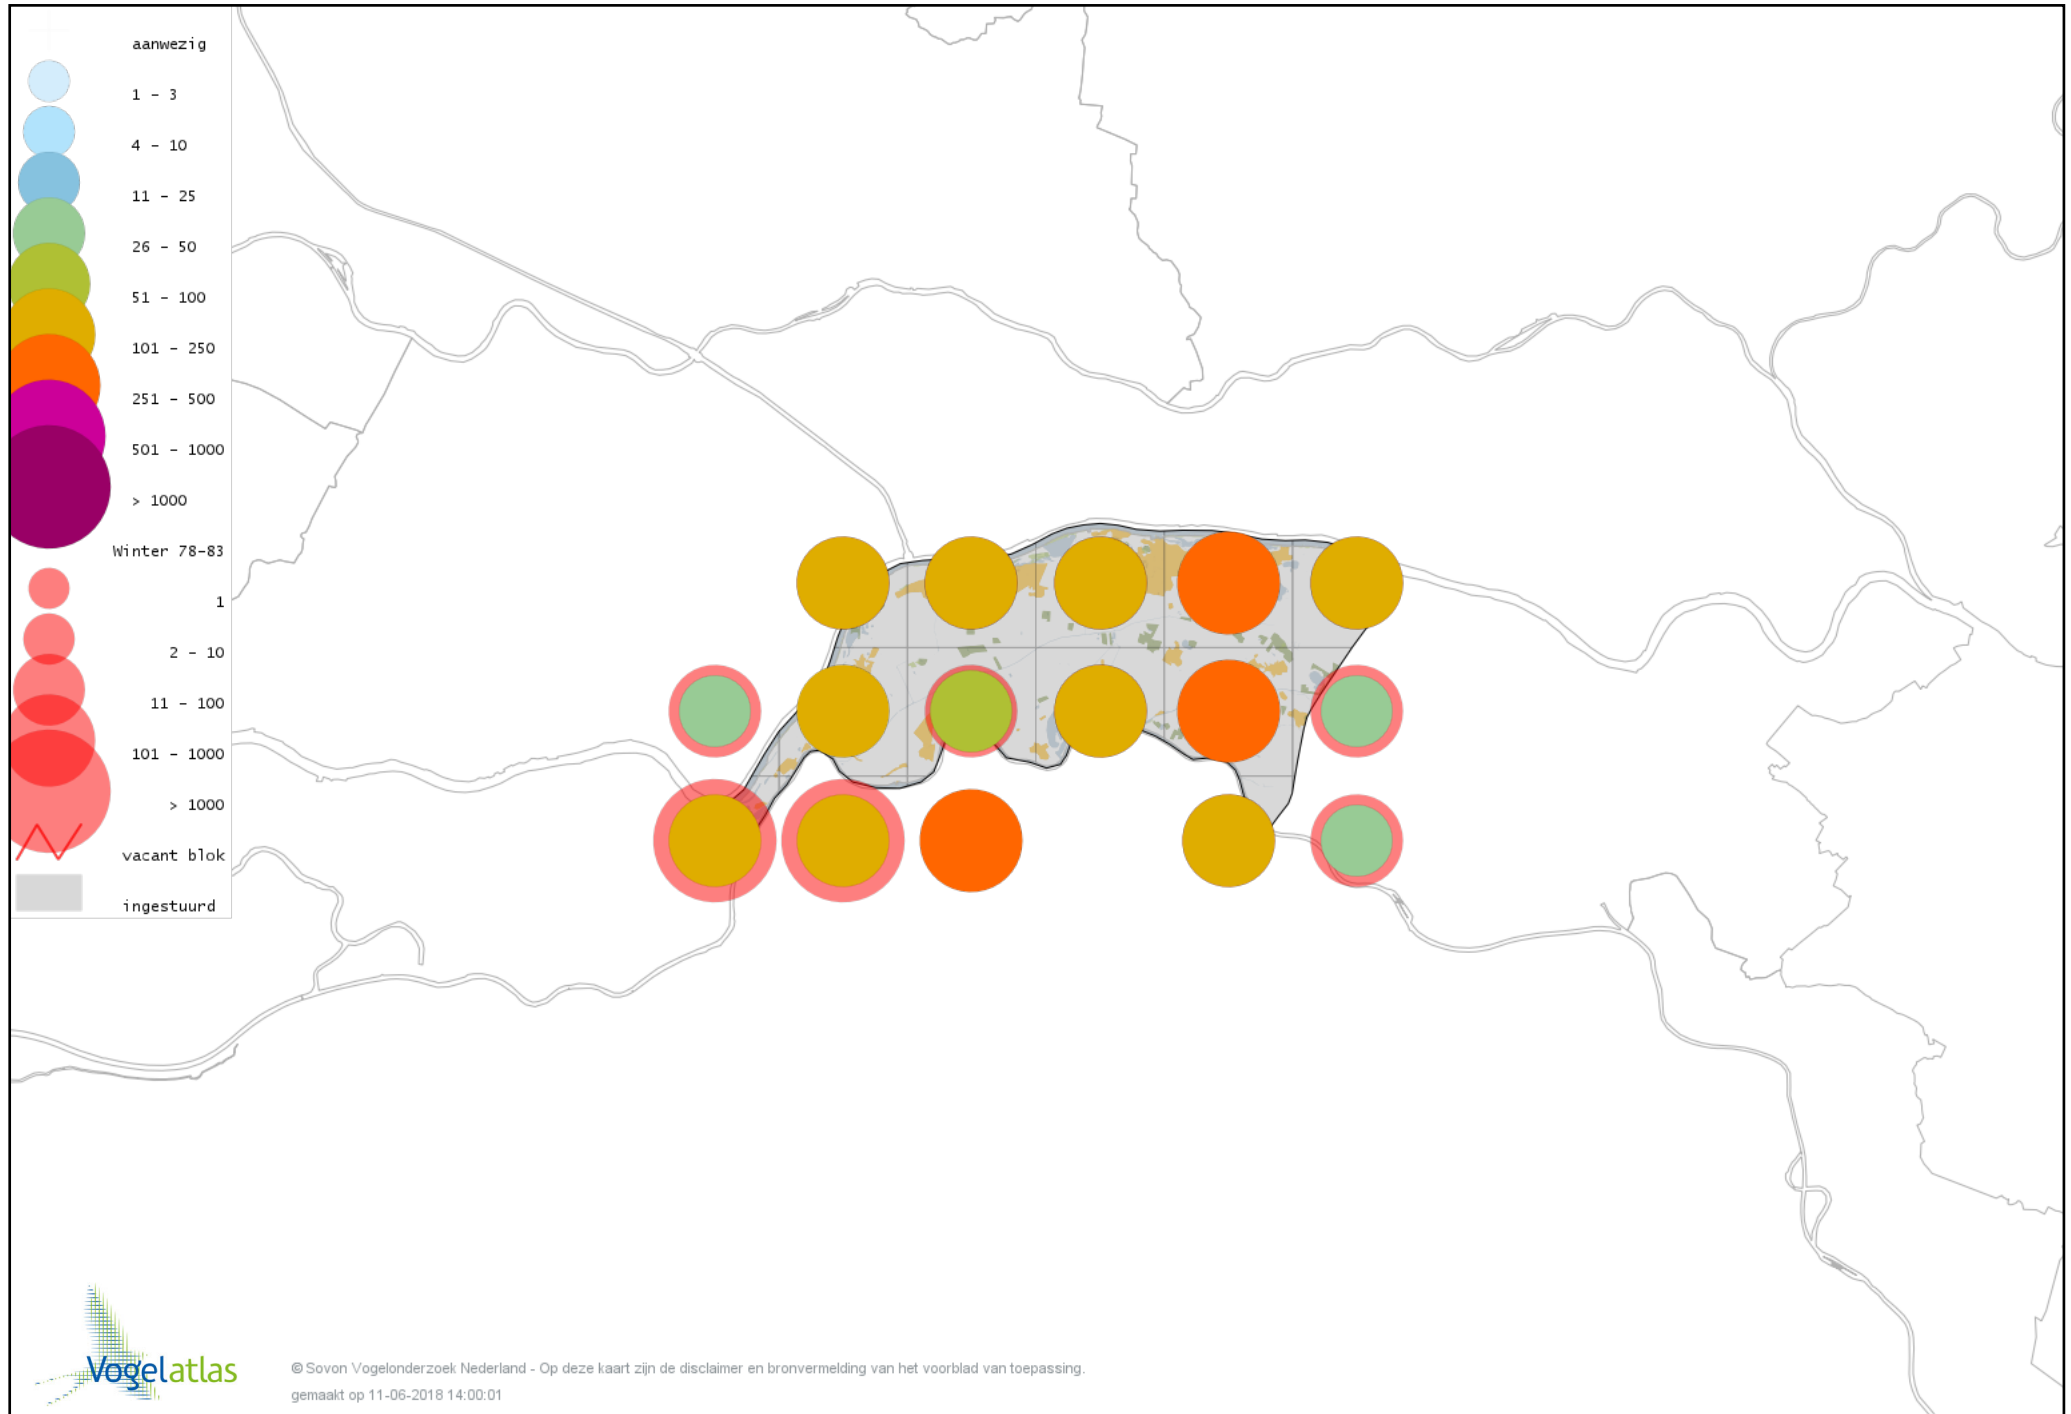 aanwezig
1 - 3
4 - 10
11 - 25
26 - 50
51 - 100
101 - 250
251 - 500
501 - 1000
> 1000
Winter 78-83
1
2 - 10
11 - 100
101 - 1000
> 1000
vacant blok
ingestuurd
Vogelatlas
© Sovon Vogelonderzoek Nederland - Op deze kaart zijn de disclaimer en bronvermelding van het voorblad van toepassing.
gemaakt op 11-06-2018 14:00:01